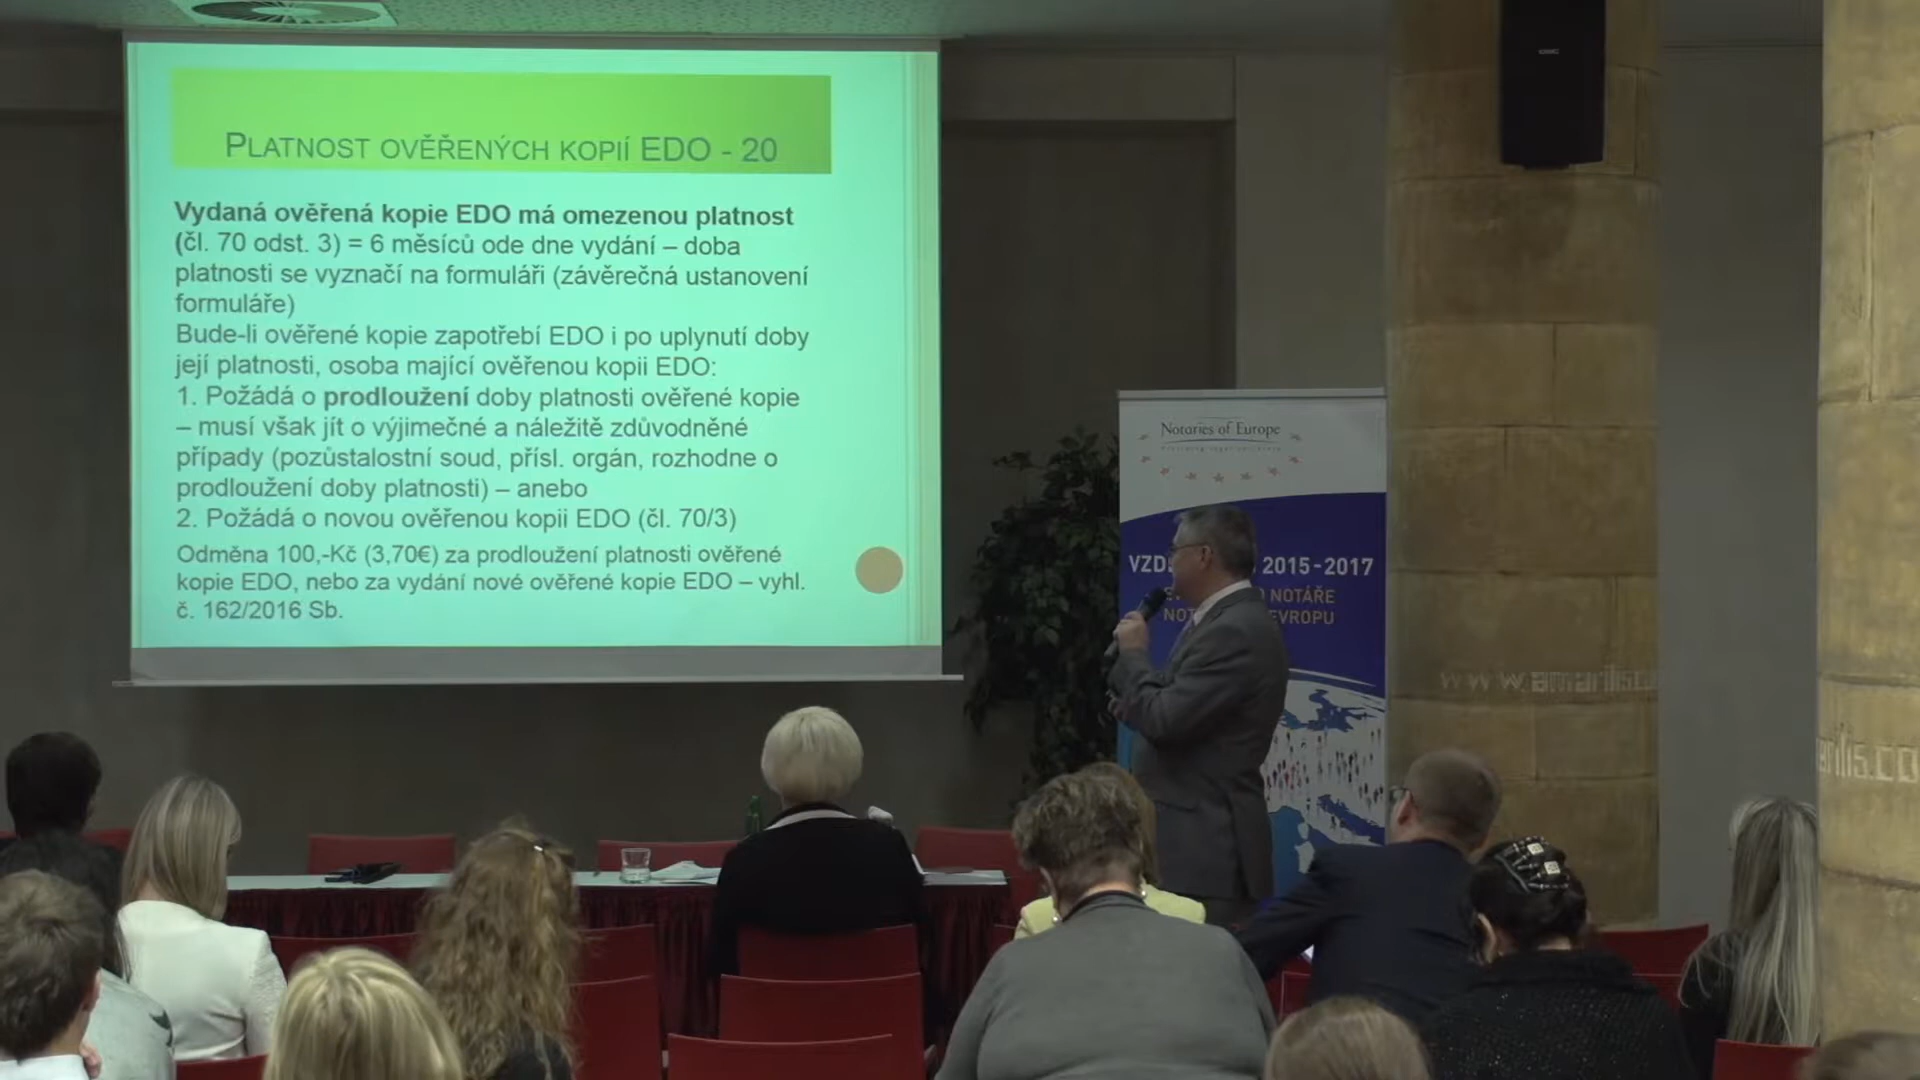 PLATNOST OVĚŘENÝCH KOPIÍ EDO - 20
Vydaná ověřená kopie EDO má omezenou platnost
(čl. 70 odst. 3) = 6 měsíců ode dne vydání – doba
platnosti se vyznačí na formuláři (závěrečná ustanovení
formuláře)
Bude-li ověřené kopie zapotřebí EDO i po uplynutí doby
její platnosti, osoba mající ověřenou kopii EDO:
1. Požádá o prodloužení doby platnosti ověřené kopie
– musí však jít o výjimečné a náležitě zdůvodněné
případy (pozůstalostní soud, přísl. orgán, rozhodne o
prodloužení doby platnosti) – anebo
2. Požádá o novou ověřenou kopii EDO (čl. 70/3)
Odměna 100,-Kč (3,70€) za prodloužení platnosti ověřené
kopie EDO, nebo za vydání nové ověřené kopie EDO – vyhl.
č. 162/2016 Sb.
Notaries of Europe
2015-2017
NOTÁŘE
EVROPU
www.amarilis.